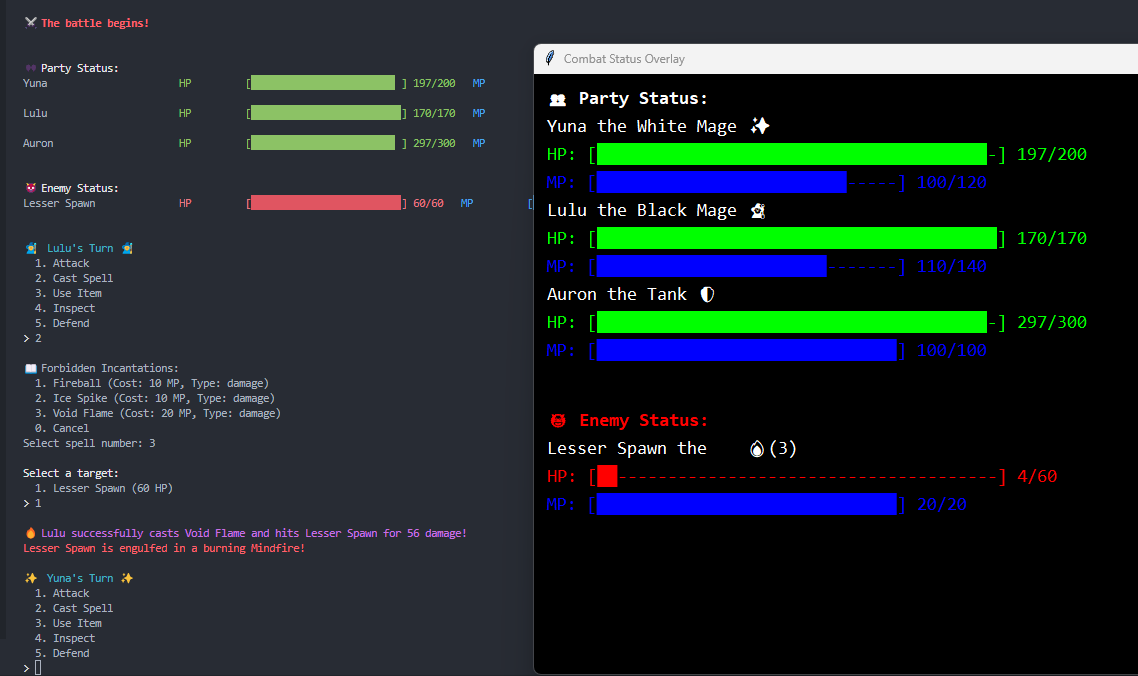 ⚔ The battle begins!
👥 Party Status:
Yuna HP [ ] 197/200 MP
Lulu HP [ ] 170/170 MP
Auron HP [ ] 297/300 MP
😈 Enemy Status:
Lesser Spawn HP [ ] 60/60 MP [
Lulu's Turn
1. Attack
2. Cast Spell
3. Use Item
4. Inspect
5. Defend
> 2
📖 Forbidden Incantations:
1. Fireball (Cost: 10 MP, Type: damage)
2. Ice Spike (Cost: 10 MP, Type: damage)
3. Void Flame (Cost: 20 MP, Type: damage)
0. Cancel
Select spell number: 3
Select a target:
1. Lesser Spawn (60 HP)
> 1
🔥 Lulu successfully casts Void Flame and hits Lesser Spawn for 56 damage!
Lesser Spawn is engulfed in a burning Mindfire!
✨ Yuna's Turn ✨
1. Attack
2. Cast Spell
3. Use Item
4. Inspect
5. Defend
>
Combat Status Overlay
👥 Party Status:
Yuna the White Mage ✨
HP: [ -] 197/200
MP: [ -----] 100/120
Lulu the Black Mage
HP: [ ] 170/170
MP: [ -------] 110/140
Auron the Tank
HP: [ -] 297/300
MP: [ ] 100/100
Enemy Status:
Lesser Spawn the 🔥(3)
HP: [ --------------------------------------] 4/60
MP: [ ] 20/20